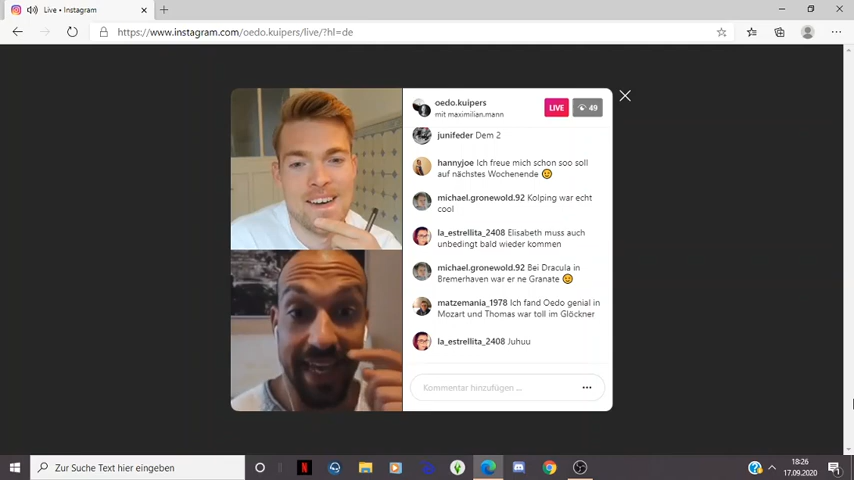 Live • Instagram
https://www.instagram.com/oedo.kuipers/live/?hl=de
oedo.kuipers
mit maximilian.mann
LIVE
49
junifeder Dem 2
hannyjoe Ich freue mich schon soo soll
auf nächstes Wochenende
michael.gronewold.92 Kolping war echt
cool
la_estrellita_2408 Elisabeth muss auch
unbedingt bald wieder kommen
michael.gronewold.92 Bei Dracula in
Bremerhaven war er ne Granate
matzemania_1978 Ich fand Oedo genial in
Mozart und Thomas war toll im Glöckner
la_estrellita_2408 Juhuu
Kommentar hinzufügen ...
Zur Suche Text hier eingeben
18:26
17.09.2020